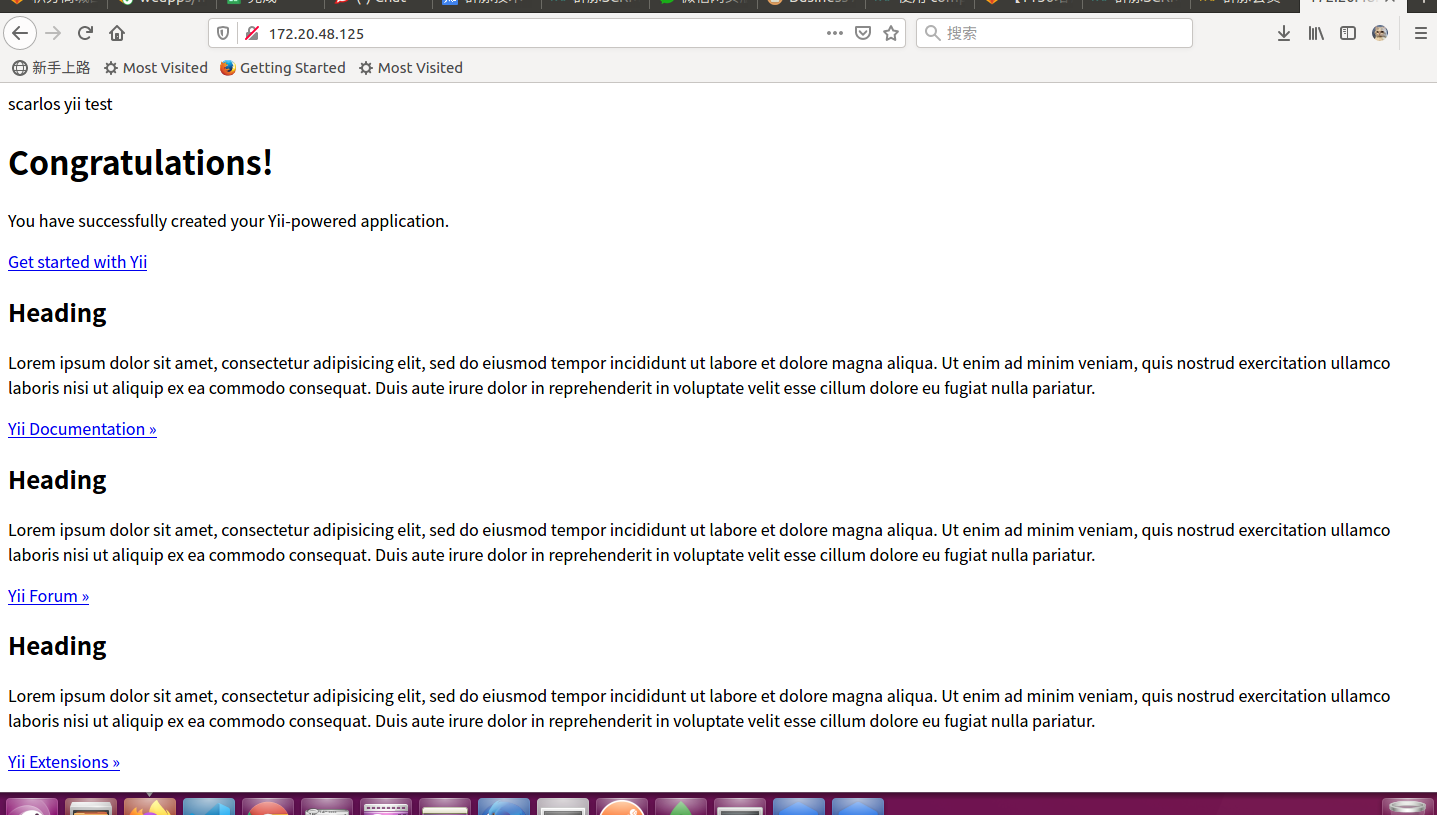 172.20.48.125
搜索
新手上路 Most Visited Getting Started Most Visited
scarlos yii test
Congratulations!
You have successfully created your Yii-powered application.
Get started with Yii
Heading
Lorem ipsum dolor sit amet, consectetur adipisicing elit, sed do eiusmod tempor incididunt ut labore et dolore magna aliqua. Ut enim ad minim veniam, quis nostrud exercitation ullamco
laboris nisi ut aliquip ex ea commodo consequat. Duis aute irure dolor in reprehenderit in voluptate velit esse cillum dolore eu fugiat nulla pariatur.
Yii Documentation »
Heading
Lorem ipsum dolor sit amet, consectetur adipisicing elit, sed do eiusmod tempor incididunt ut labore et dolore magna aliqua. Ut enim ad minim veniam, quis nostrud exercitation ullamco
laboris nisi ut aliquip ex ea commodo consequat. Duis aute irure dolor in reprehenderit in voluptate velit esse cillum dolore eu fugiat nulla pariatur.
Yii Forum »
Heading
Lorem ipsum dolor sit amet, consectetur adipisicing elit, sed do eiusmod tempor incididunt ut labore et dolore magna aliqua. Ut enim ad minim veniam, quis nostrud exercitation ullamco
laboris nisi ut aliquip ex ea commodo consequat. Duis aute irure dolor in reprehenderit in voluptate velit esse cillum dolore eu fugiat nulla pariatur.
Yii Extensions »